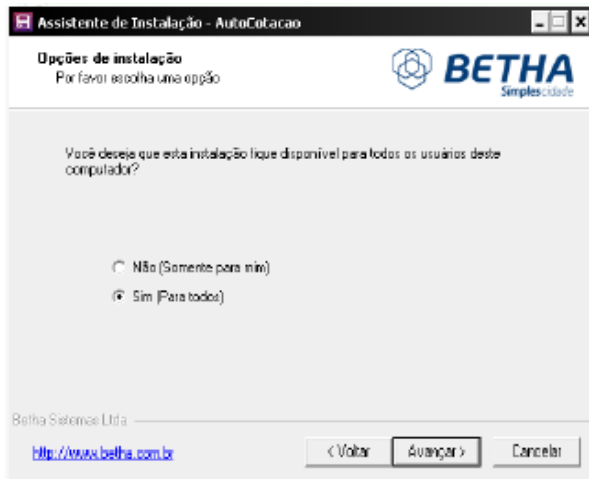 Assistente de Instalação - AutoCotacao
Opções de instalação
Por favor escolha uma opção
BETHA
Simplescidade
Você deseja que esta instalação fique disponível para todos os usuários deste
computador?
Não (Somente para mim)
Sim (Para todos)
Betha Sistemas Ltda
http://www.betha.com.br
< Voltar
Avançar >
Cancelar